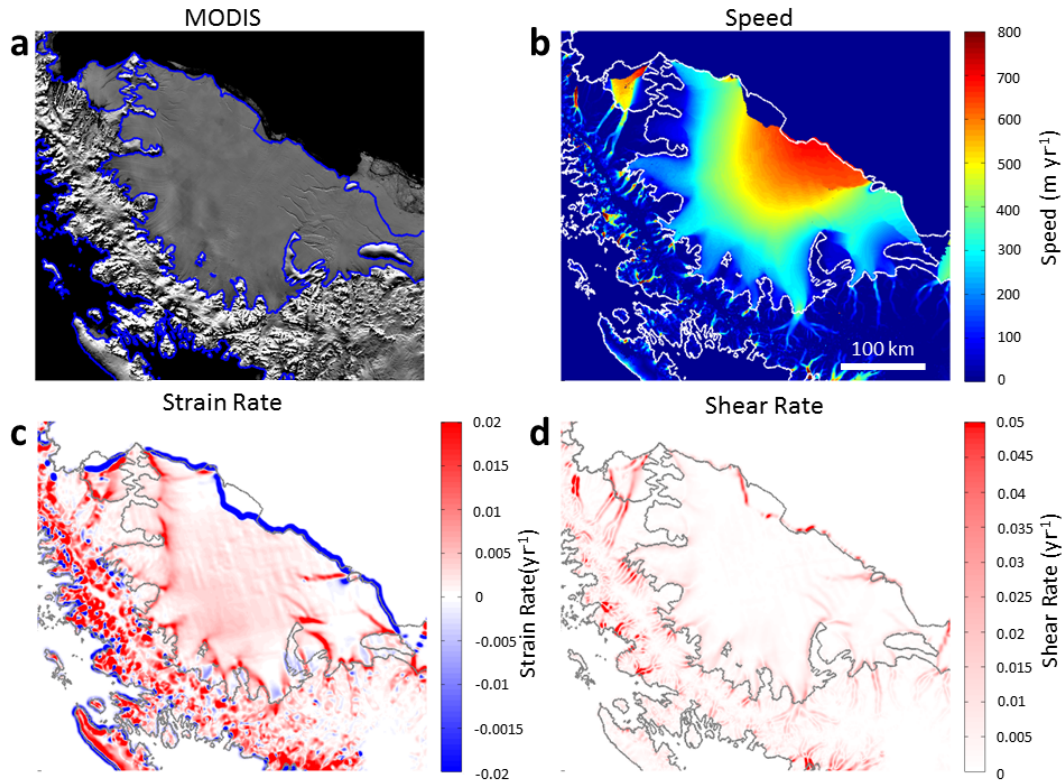 MODIS
Speed
a
b
800
700
600
500
400
300
200
100
0
Speed (m yr-1)
100 km
Strain Rate
Shear Rate
c
d
0.02
0.015
0.01
0.005
0
-0.005
-0.01
-0.0015
-0.02
Strain Rate(yr-1)
0.05
0.045
0.04
0.035
0.03
0.025
0.02
0.015
0.01
0.005
0
Shear Rate (yr-1)